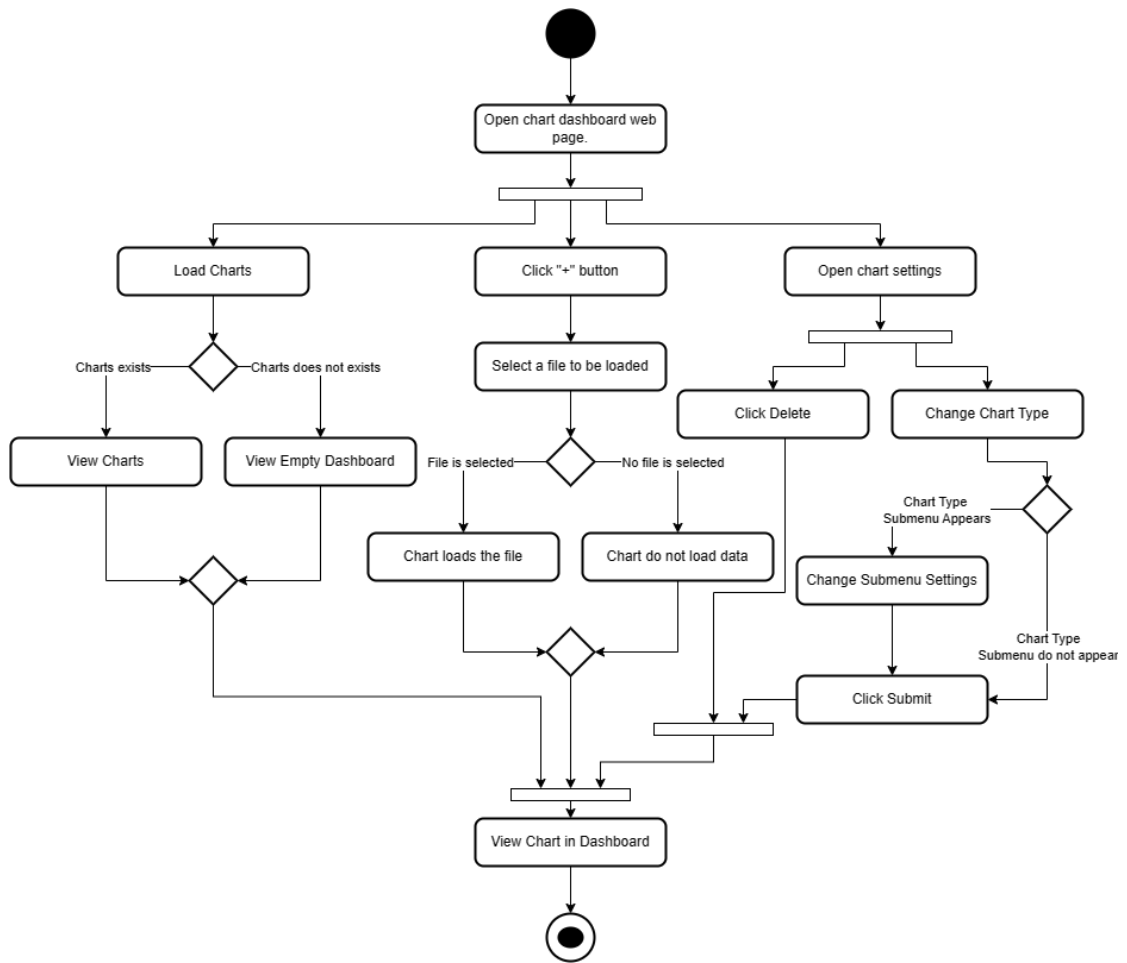 Open chart dashboard web
page.
Load Charts
Click "+" button
Open chart settings
Charts exists
Charts does not exists
Select a file to be loaded
Click Delete
Change Chart Type
View Charts
View Empty Dashboard
File is selected
No file is selected
Chart Type
Submenu Appears
Chart loads the file
Chart do not load data
Change Submenu Settings
Chart Type
Submenu do not appear
Click Submit
View Chart in Dashboard